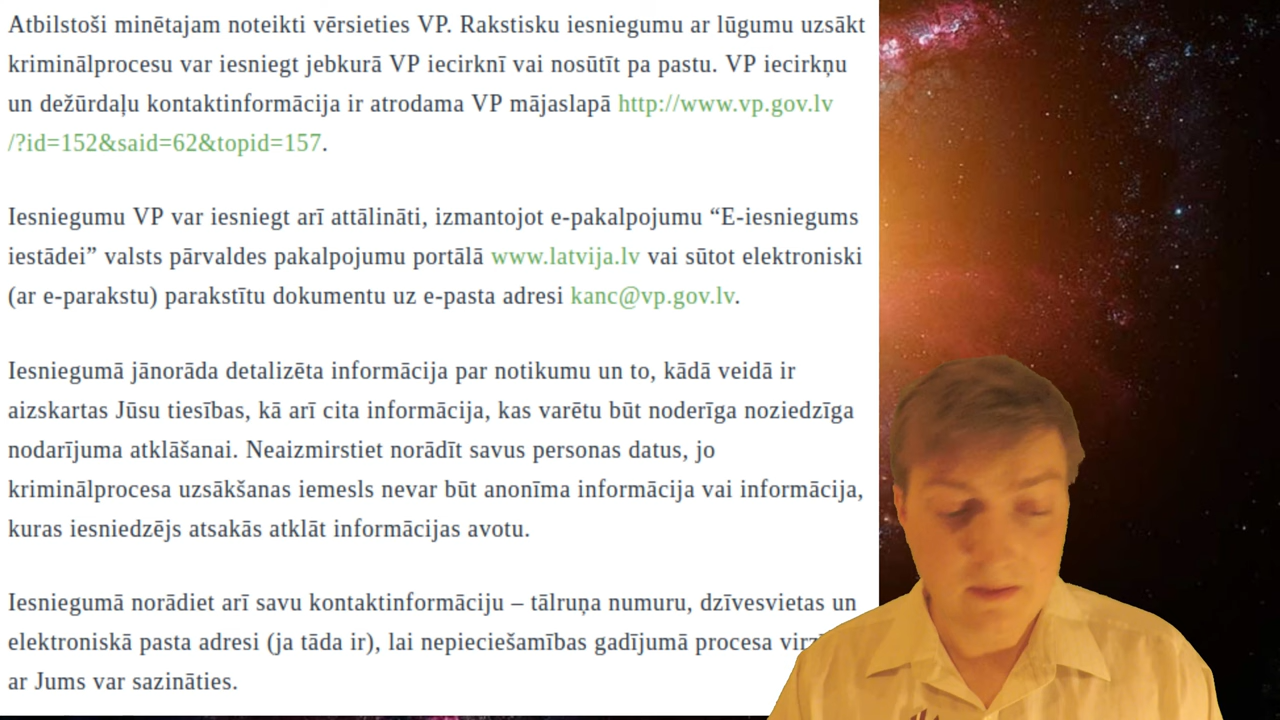 Atbilstoši minētajam noteikti vērsieties VP. Rakstisku iesniegumu ar lūgumu uzsākt
kriminālprocesu var iesniegt jebkurā VP iecirknī vai nosūtīt pa pastu. VP iecirkņu
un dežūrdaļu kontaktinformācija ir atrodama VP mājaslapā http://www.vp.gov.lv
/?id=152&said=62&topid=157.
Iesniegumu VP var iesniegt arī attālināti, izmantojot e-pakalpojumu “E-iesniegums
iestādei” valsts pārvaldes pakalpojumu portālā www.latvija.lv vai sūtot elektroniski
(ar e-parakstu) parakstītu dokumentu uz e-pasta adresi kanc@vp.gov.lv.
Iesniegumā jānorāda detalizēta informācija par notikumu un to, kādā veidā ir
aizskartas Jūsu tiesības, kā arī cita informācija, kas varētu būt noderīga noziedzīga
nodarījuma atklāšanai. Neaizmirstiet norādīt savus personas datus, jo
kriminālprocesa uzsākšanas iemesls nevar būt anonīma informācija vai informācija,
kuras iesniedzējs atsakās atklāt informācijas avotu.
Iesniegumā norādiet arī savu kontaktinformāciju – tālruņa numuru, dzīvesvietas un
elektroniskā pasta adresi (ja tāda ir), lai nepieciešamības gadījumā procesa
ar Jums var sazināties.